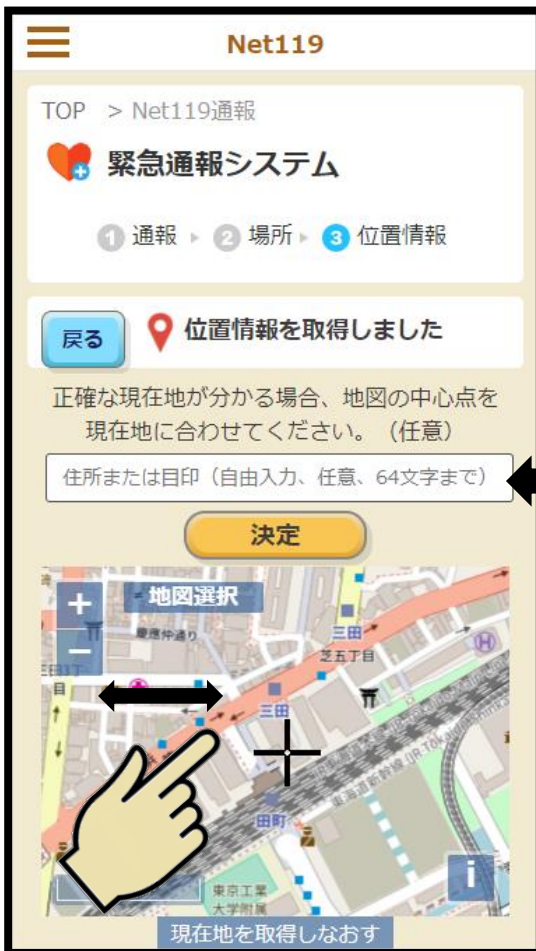 Net119
TOP > Net119通報
緊急通報システム
1 通報 2 場所 3 位置情報
戻る
位置情報を取得しました
正確な現在地が分かる場合、地図の中心点を
現在地に合わせてください。（任意）
住所または目印（自由入力、任意、64文字まで）
決定
+
地図選択
−
慶應仲通り
三田
芝五丁目
H
目
三田
東海道新幹線
田町
i
東京工業
大学附属
現在地を取得しなおす